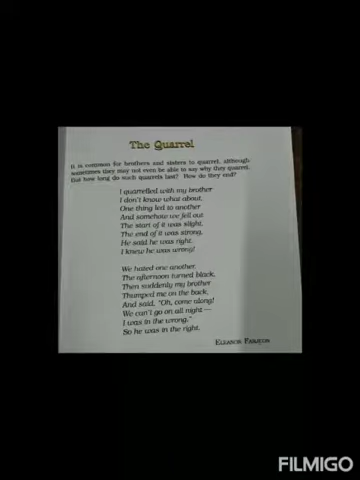 The Quarrel
It is common for brothers and sisters to quarrel, although
sometimes they may not even be able to say why they quarrel.
But how long do such quarrels last? How do they end?
I quarrelled with my brother
I don't know what about,
One thing led to another
And somehow we fell out
The start of it was slight,
The end of it was strong,
He said he was right,
I knew he was wrong!
We hated one another.
The afternoon turned black.
Then suddenly my brother
Thumped me on the back,
And said, "Oh, come along!
We can't go on all night—
I was in the wrong."
So he was in the right.
ELEANOR FARJEON
FILMIGO